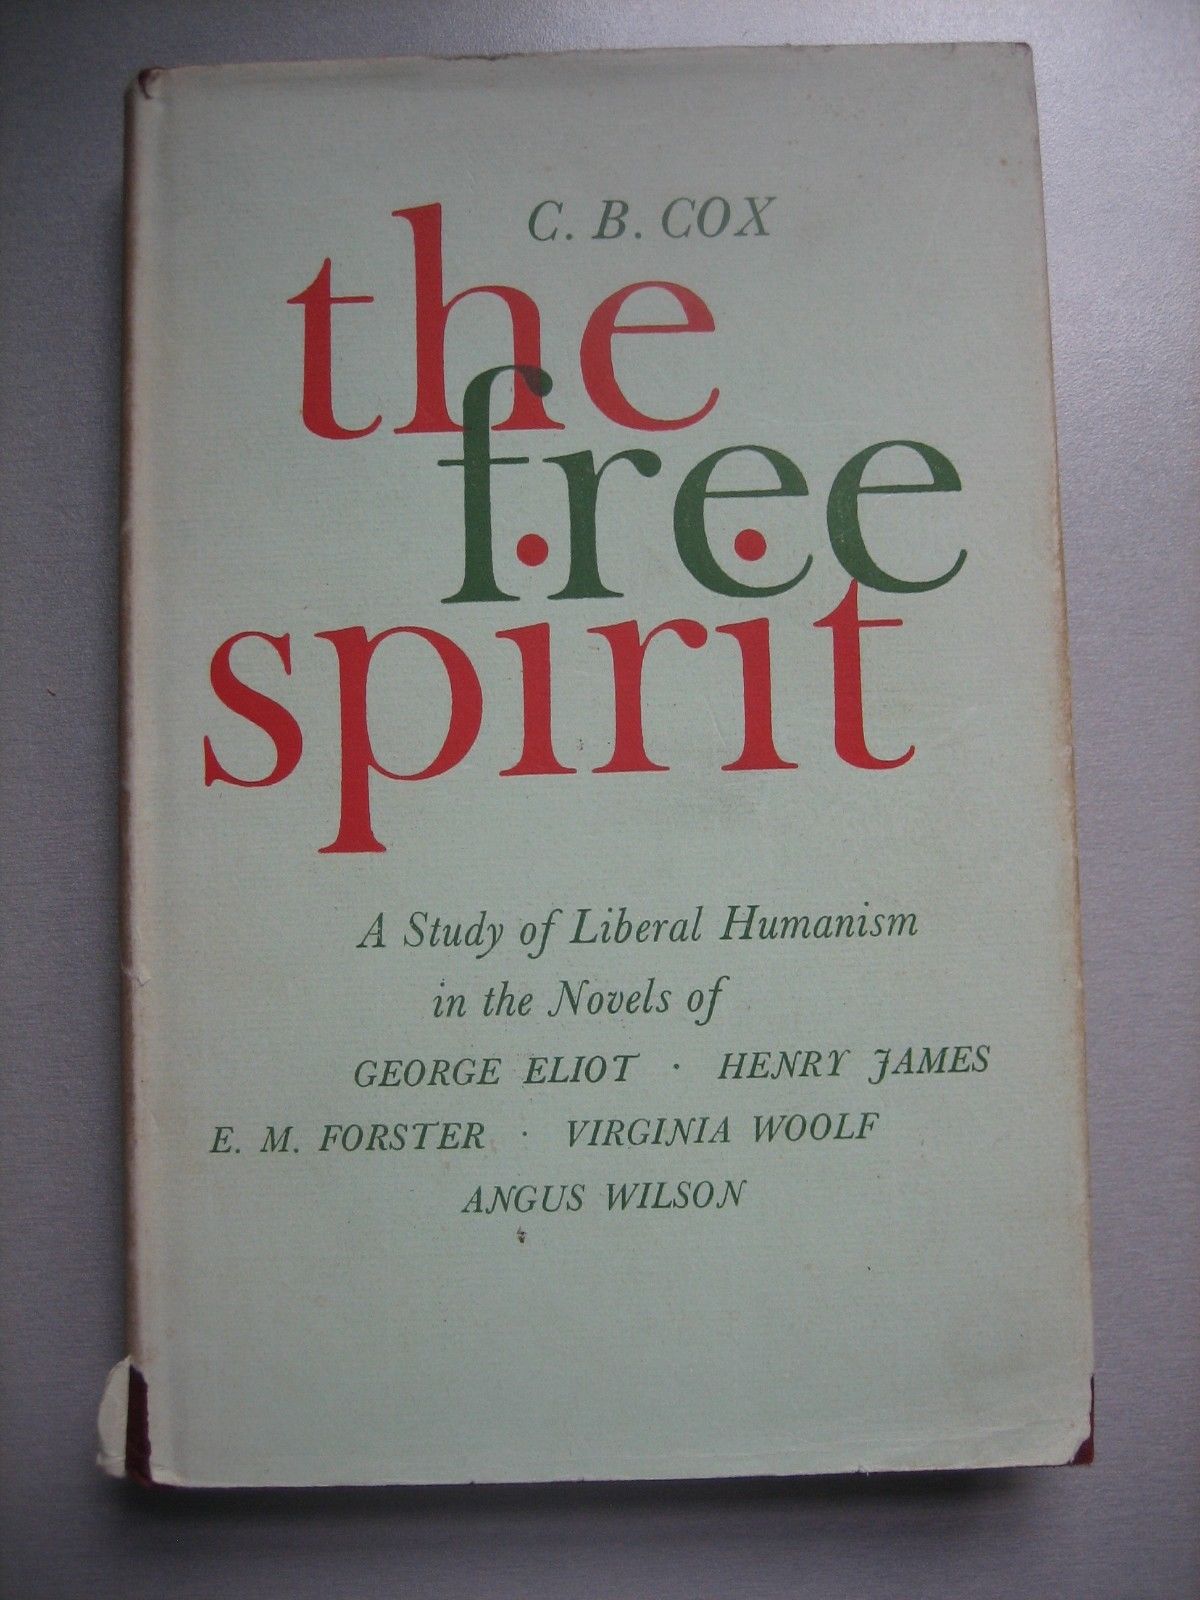 C. B. COX
the
free
spirit
A Study of Liberal Humanism
in the Novels of
GEORGE ELIOT · HENRY JAMES
E. M. FORSTER · VIRGINIA WOOLF
ANGUS WILSON